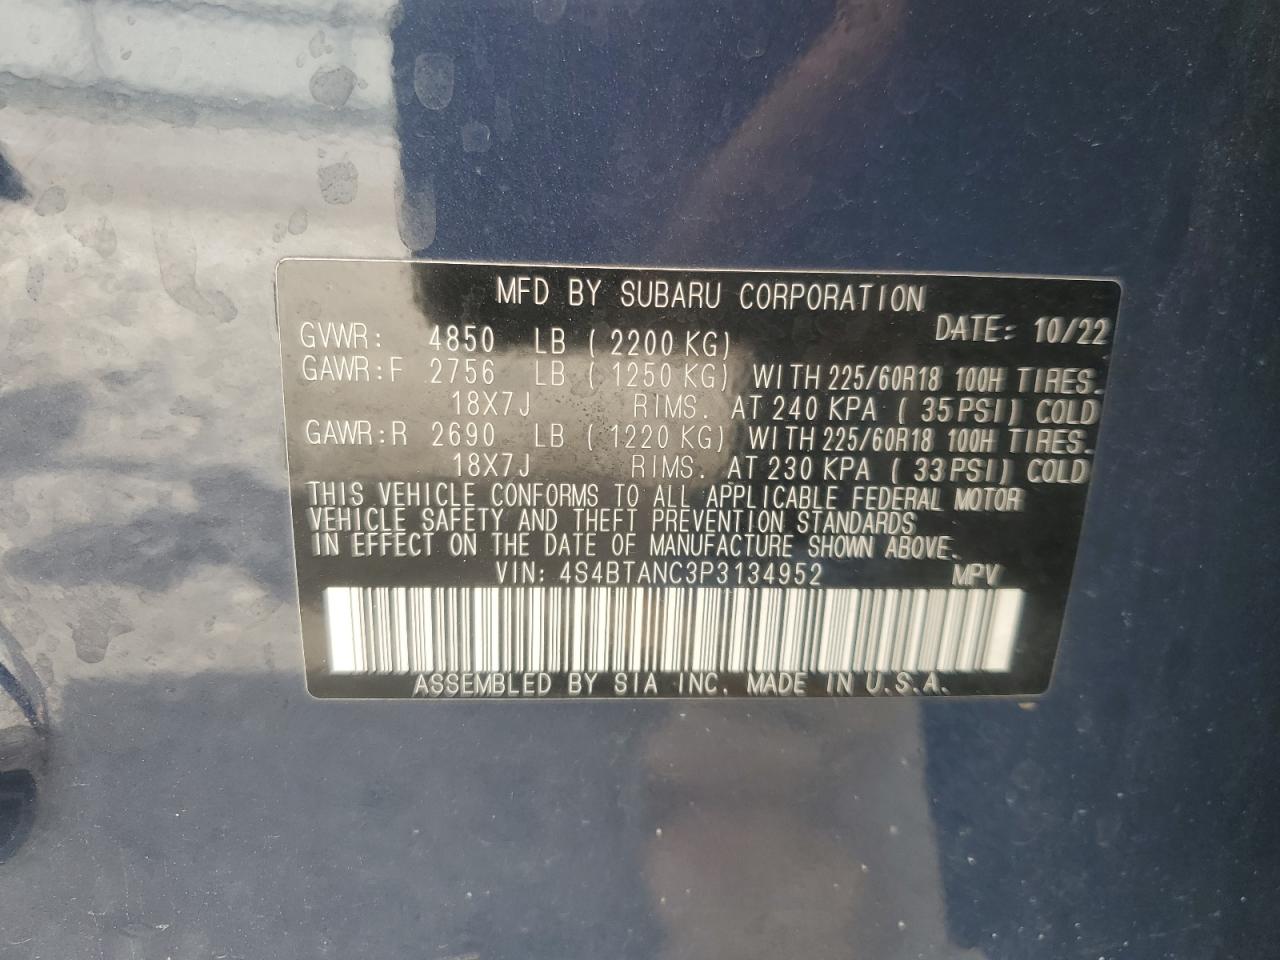 MFD BY SUBARU CORPORATION
GVWR: 4850 LB ( 2200 KG) DATE: 10/22
GAWR:F 2756 LB ( 1250 KG) WITH 225/60R18 100H TIRES.
18X7J RIMS. AT 240 KPA ( 35 PSI) COLD
GAWR:R 2690 LB ( 1220 KG) WITH 225/60R18 100H TIRES.
18X7J RIMS. AT 230 KPA ( 33 PSI) COLD
THIS VEHICLE CONFORMS TO ALL APPLICABLE FEDERAL MOTOR
VEHICLE SAFETY AND THEFT PREVENTION STANDARDS
IN EFFECT ON THE DATE OF MANUFACTURE SHOWN ABOVE.
VIN: 4S4BTANC3P3134952 MPV
ASSEMBLED BY SIA INC. MADE IN U.S.A.